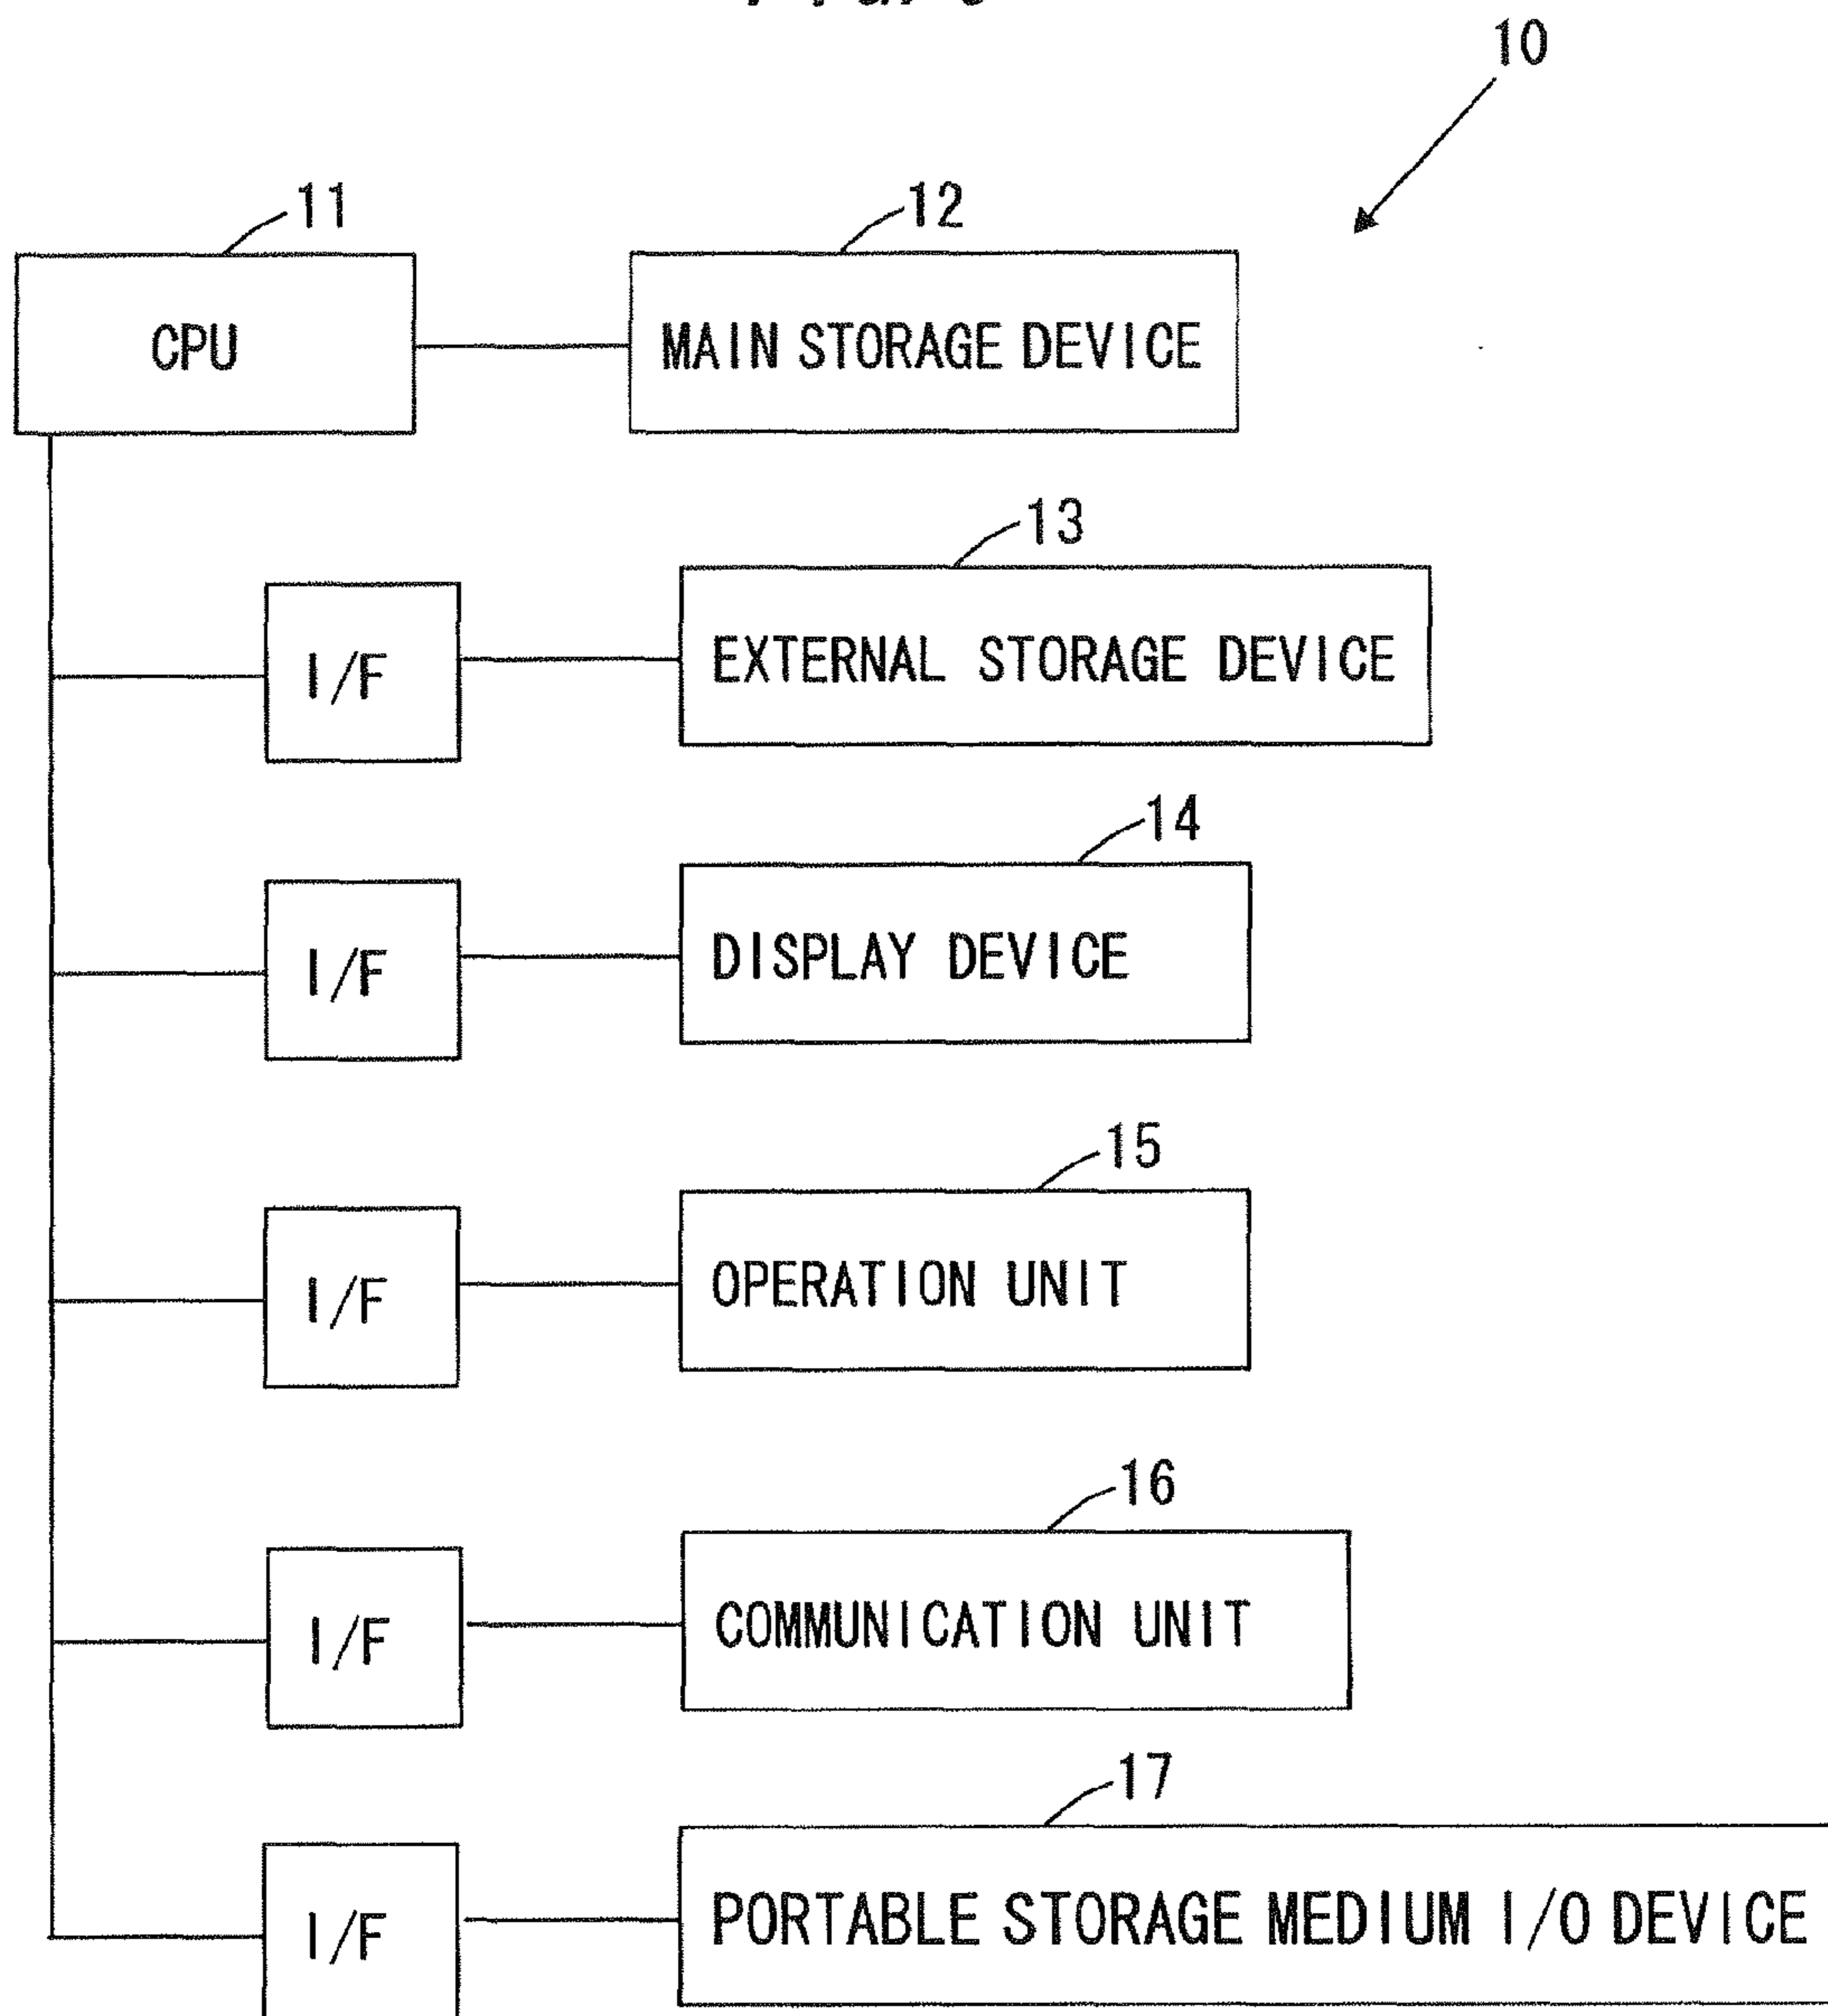 10
11
12
CPU
MAIN STORAGE DEVICE
13
I/F
EXTERNAL STORAGE DEVICE
14
I/F
DISPLAY DEVICE
15
I/F
OPERATION UNIT
16
I/F
COMMUNICATION UNIT
17
I/F
PORTABLE STORAGE MEDIUM I/O DEVICE